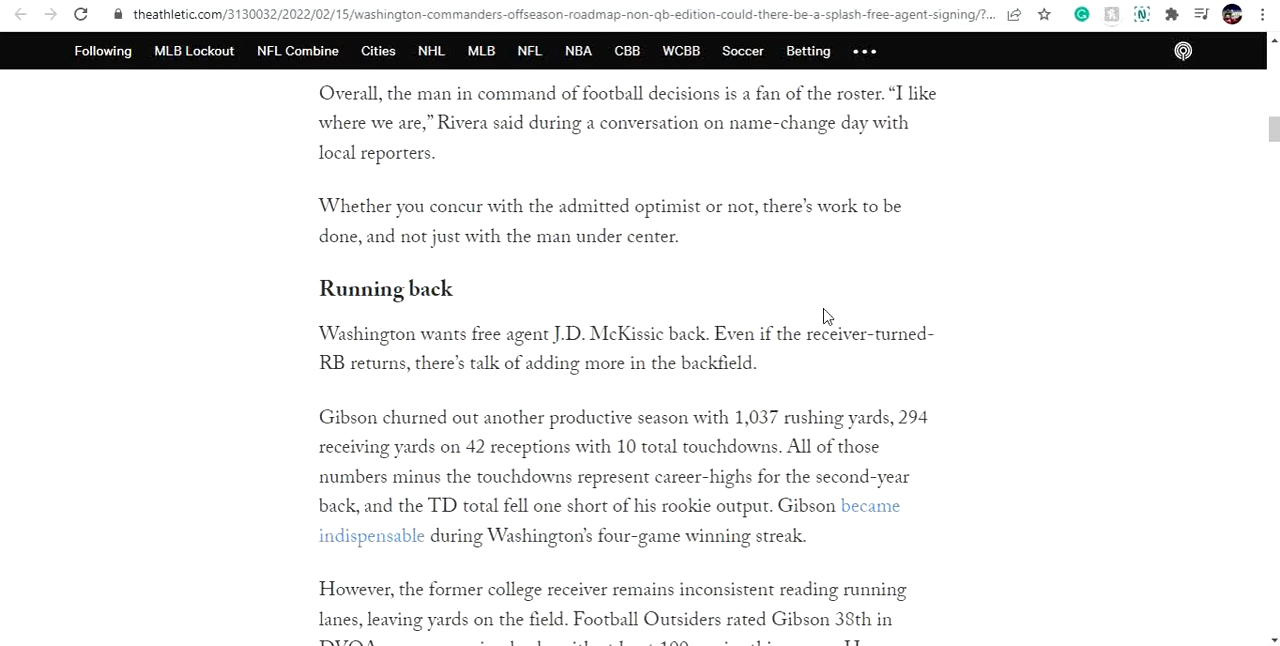 theathletic.com/3130032/2022/02/15/washington-commanders-offseason-roadmap-non-qb-edition-could-there-be-a-splash-free-agent-signing/?...
Following MLB Lockout NFL Combine Cities NHL MLB NFL NBA CBB WCBB Soccer Betting •••
Overall, the man in command of football decisions is a fan of the roster. “I like
where we are,” Rivera said during a conversation on name-change day with
local reporters.
Whether you concur with the admitted optimist or not, there’s work to be
done, and not just with the man under center.
Running back
Washington wants free agent J.D. McKissic back. Even if the receiver-turned-
RB returns, there’s talk of adding more in the backfield.
Gibson churned out another productive season with 1,037 rushing yards, 294
receiving yards on 42 receptions with 10 total touchdowns. All of those
numbers minus the touchdowns represent career-highs for the second-year
back, and the TD total fell one short of his rookie output. Gibson became
indispensable during Washington’s four-game winning streak.
However, the former college receiver remains inconsistent reading running
lanes, leaving yards on the field. Football Outsiders rated Gibson 38th in